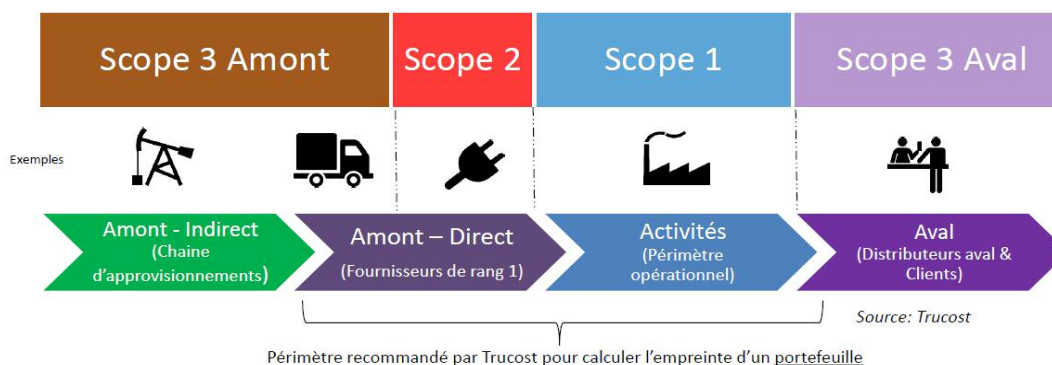 Scope 3 Amont
Scope 2
Scope 1
Scope 3 Aval
Exemples
Amont - Indirect
(Chaine
d'approvisionnements)
Amont – Direct
(Fournisseurs de rang 1)
Activités
(Périmètre
opérationnel)
Aval
(Distributeurs aval &
Clients)
Source: Trucost
Périmètre recommandé par Trucost pour calculer l'empreinte d'un portefeuille